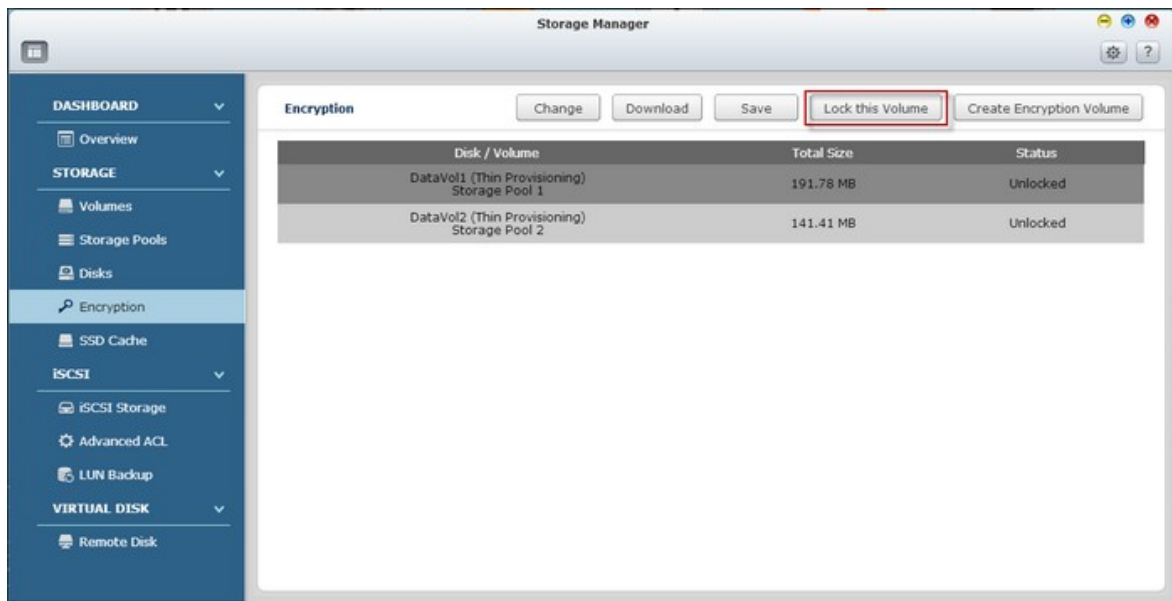 Storage Manager
?
DASHBOARD
Overview
STORAGE
Volumes
Storage Pools
Disks
Encryption
SSD Cache
iSCSI
iSCSI Storage
Advanced ACL
LUN Backup
VIRTUAL DISK
Remote Disk
Encryption Change Download Save Lock this Volume Create Encryption Volume
Disk / Volume Total Size Status
DataVol1 (Thin Provisioning)
Storage Pool 1 191.78 MB Unlocked
DataVol2 (Thin Provisioning)
Storage Pool 2 141.41 MB Unlocked